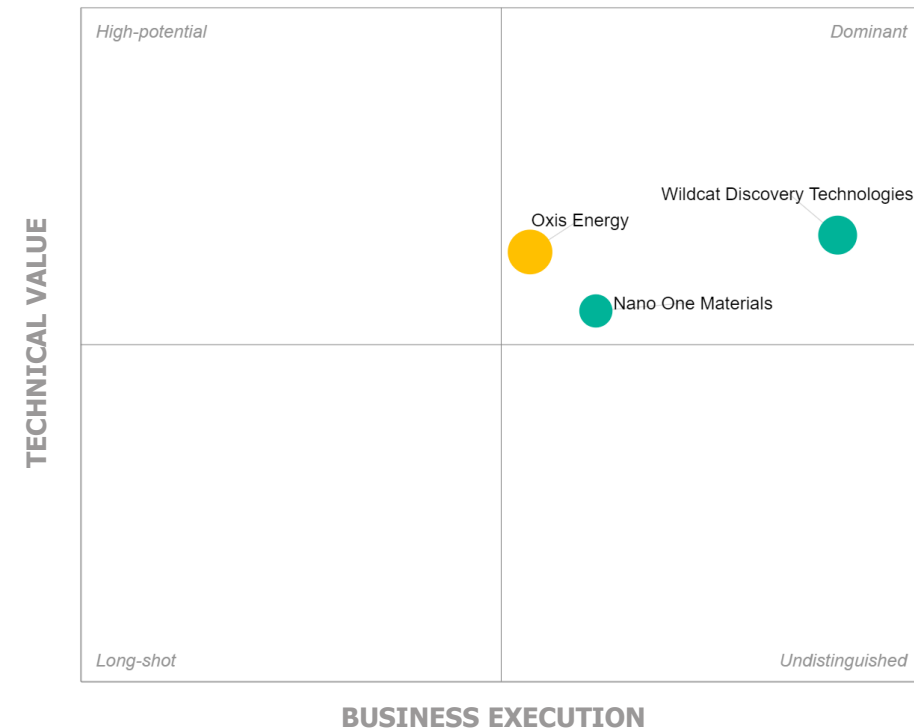 High-potential
Dominant
Wildcat Discovery Technologies
Oxis Energy
Nano One Materials
TECHNICAL VALUE
Long-shot
Undistinguished
BUSINESS EXECUTION